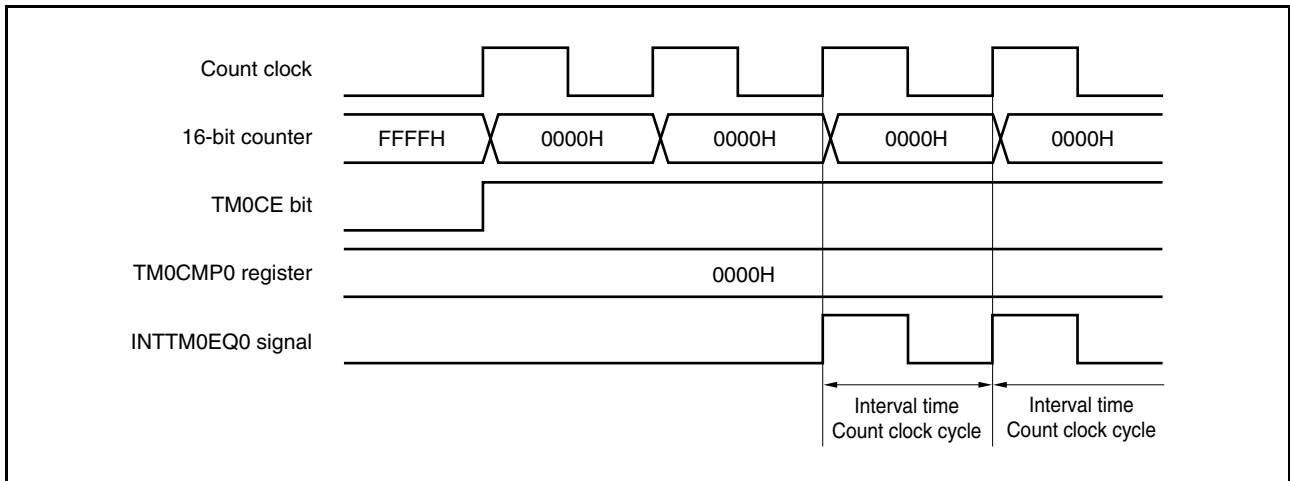 Count clock
16-bit counter FFFFH 0000H 0000H 0000H 0000H
TM0CE bit
TM0CMP0 register 0000H
INTTM0EQ0 signal
Interval time Interval time
Count clock cycle Count clock cycle